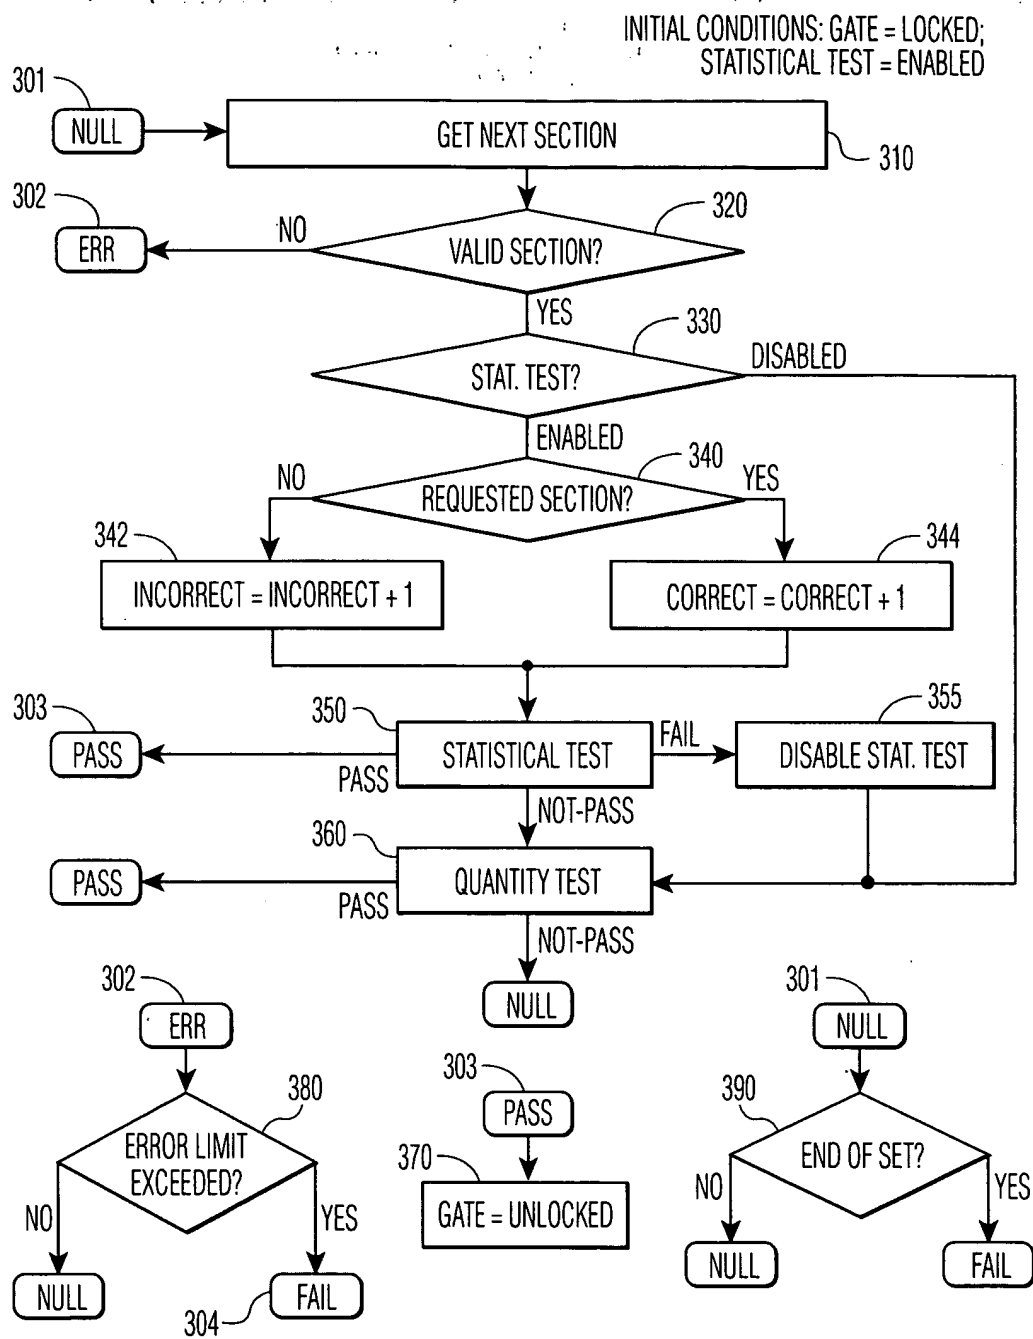 INITIAL CONDITIONS: GATE = LOCKED;
STATISTICAL TEST = ENABLED
301
NULL
GET NEXT SECTION
310
302
ERR
NO
320
VALID SECTION?
YES
330
STAT. TEST?
DISABLED
ENABLED
340
NO
REQUESTED SECTION?
YES
342
INCORRECT = INCORRECT + 1
344
CORRECT = CORRECT + 1
303
PASS
350
STATISTICAL TEST
PASS
FAIL
355
DISABLE STAT. TEST
NOT-PASS
360
PASS
QUANTITY TEST
PASS
NOT-PASS
NULL
302
ERR
380
ERROR LIMIT
EXCEEDED?
NO
YES
NULL
304
FAIL
303
PASS
370
GATE = UNLOCKED
301
NULL
390
END OF SET?
NO
YES
NULL
FAIL